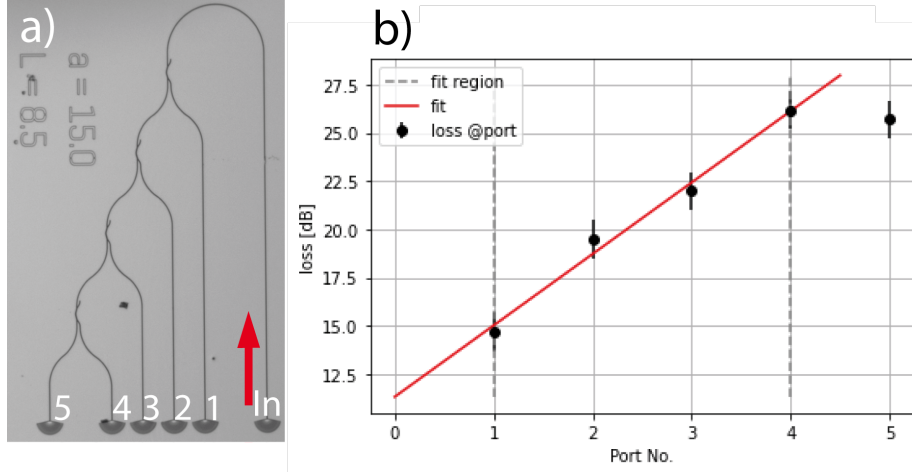 a)
a = 15.0
L = 8.5
5 4 3 2 1 In
b)
27.5
25.0
22.5
20.0
17.5
15.0
12.5
loss [dB]
fit region
fit
loss @port
0 1 2 3 4 5
Port No.